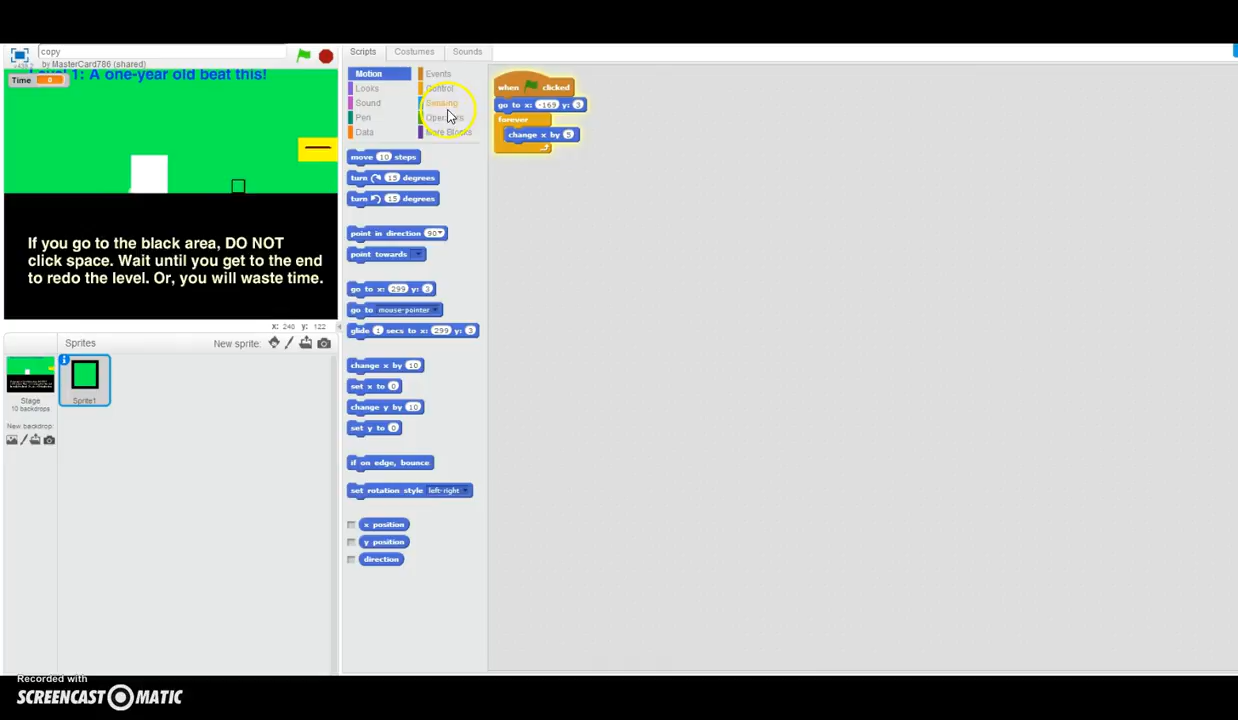 copy
by MasterCard786 (shared)
Scripts
Costumes
Sounds
1: A one-year old beat this!
Time 0
If you go to the black area, DO NOT
click space. Wait until you get to the end
to redo the level. Or, you will waste time.
x: 240 y: 122
Sprites
New sprite:
Stage
10 backdrops
New backdrop:
Sprite1
Motion
Looks
Sound
Pen
Data
Events
Control
Sensing
Operators
More Blocks
move 10 steps
turn 15 degrees
turn 15 degrees
point in direction 90
point towards
go to x: 299 y: 3
go to mouse-pointer
glide 1 secs to x: 299 y: 3
change x by 10
set x to 0
change y by 10
set y to 0
if on edge, bounce
set rotation style left-right
x position
y position
direction
when clicked
go to x: -169 y: 3
forever
change x by 5
Recorded with
SCREENCAST MATIC